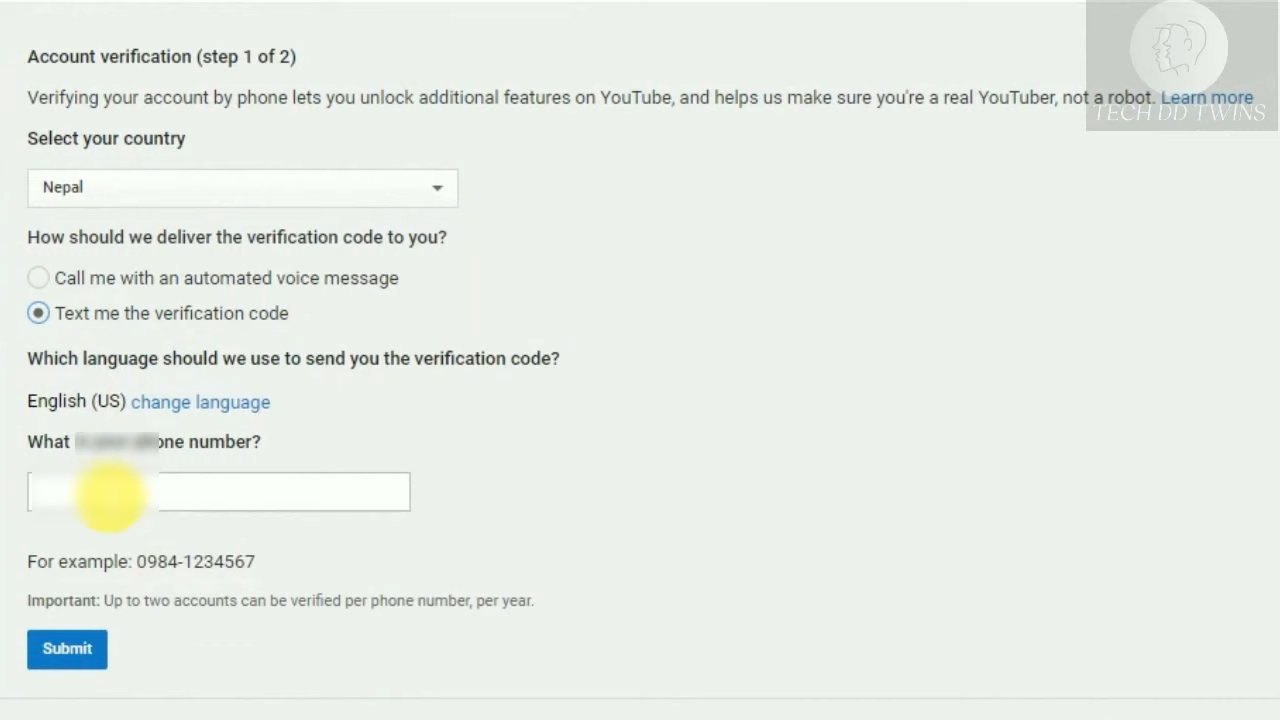 Account verification (step 1 of 2)
Verifying your account by phone lets you unlock additional features on YouTube, and helps us make sure you're a real YouTuber, not a robot. Learn more
TECH DD TWINS
Select your country
Nepal
How should we deliver the verification code to you?
Call me with an automated voice message
Text me the verification code
Which language should we use to send you the verification code?
English (US) change language
What one number?
For example: 0984-1234567
Important: Up to two accounts can be verified per phone number, per year.
Submit